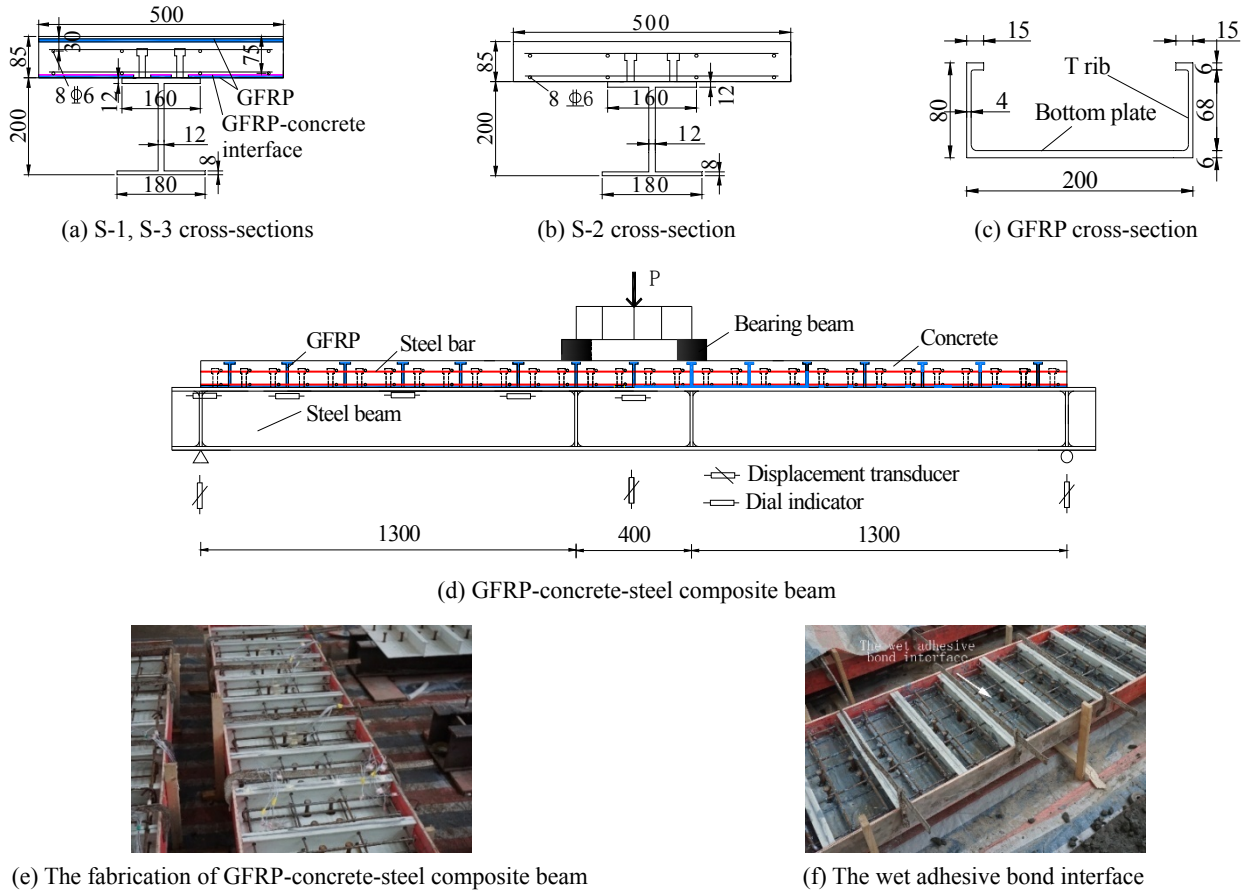 500
30
85
75
8 Φ6
12
160
GFRP
GFRP-concrete
interface
200
12
8
180
(a) S-1, S-3 cross-sections
500
85
8 Φ6
160
12
200
12
8
180
(b) S-2 cross-section
15
15
T rib
6
80
4
68
Bottom plate
6
200
(c) GFRP cross-section
P
Bearing beam
GFRP
Steel bar
Concrete
Steel beam
Displacement transducer
Dial indicator
1300
400
1300
(d) GFRP-concrete-steel composite beam
The wet adhesive
bond interface
(e) The fabrication of GFRP-concrete-steel composite beam
(f) The wet adhesive bond interface